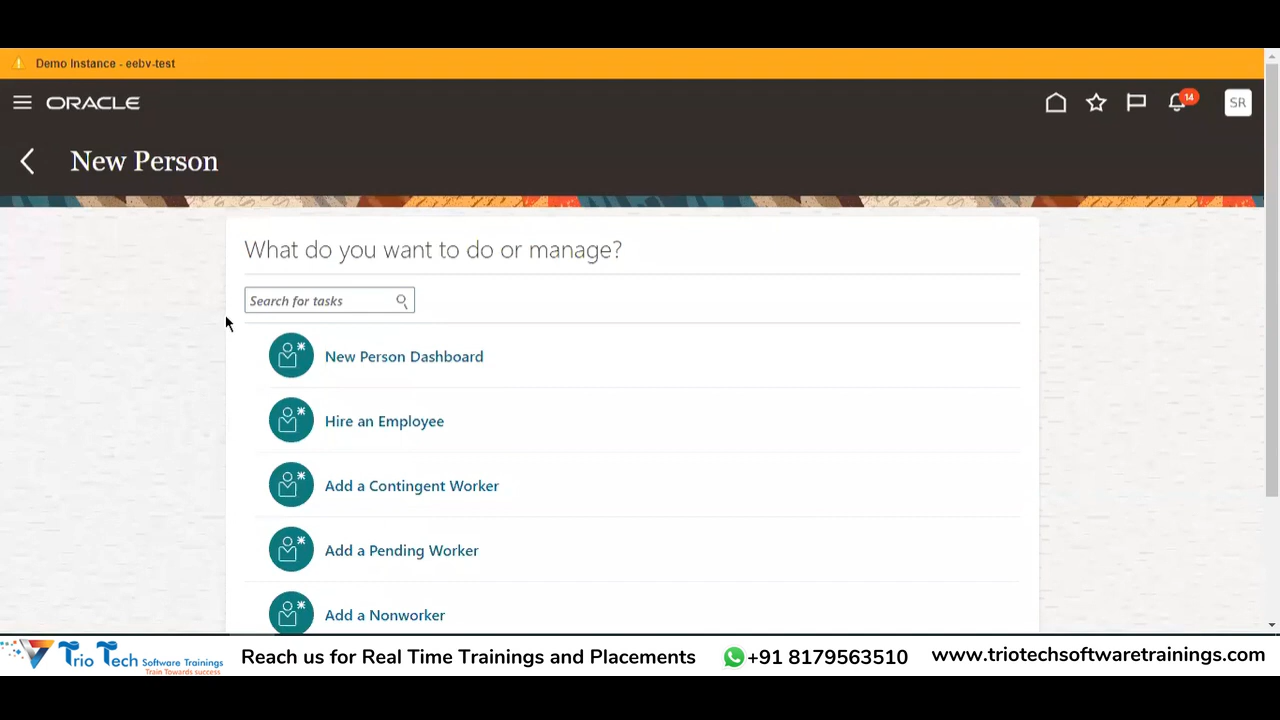 Demo Instance - eebv-test
ORACLE
14
SR
New Person
What do you want to do or manage?
Search for tasks
New Person Dashboard
Hire an Employee
Add a Contingent Worker
Add a Pending Worker
Add a Nonworker
Trio Tech Software Trainings
Train Towards success
Reach us for Real Time Trainings and Placements
+91 8179563510
www.triotechsoftwaretrainings.com